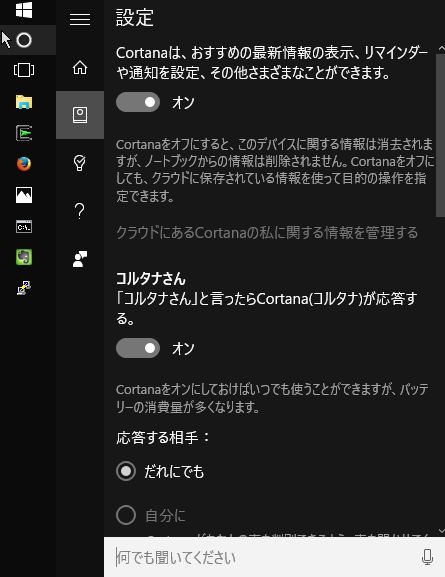 設定
Cortanaは、おすすめの最新情報の表示、リマインダー
や通知を設定、その他さまざまなことができます。
オン
Cortanaをオフにすると、このデバイスに関する情報は消去されま
すが、ノートブックからの情報は削除されません。Cortanaをオフに
しても、クラウドに保存されている情報を使って目的の操作を指
定できます。
クラウドにあるCortanaの私に関する情報を管理する
コルタナさん
「コルタナさん」と言ったらCortana(コルタナ)が応答す
る。
オン
Cortanaをオンにしておけばいつでも使うことができますが、バッテ
リーの消費量が多くなります。
応答する相手：
だれにでも
自分に
何でも聞いてください